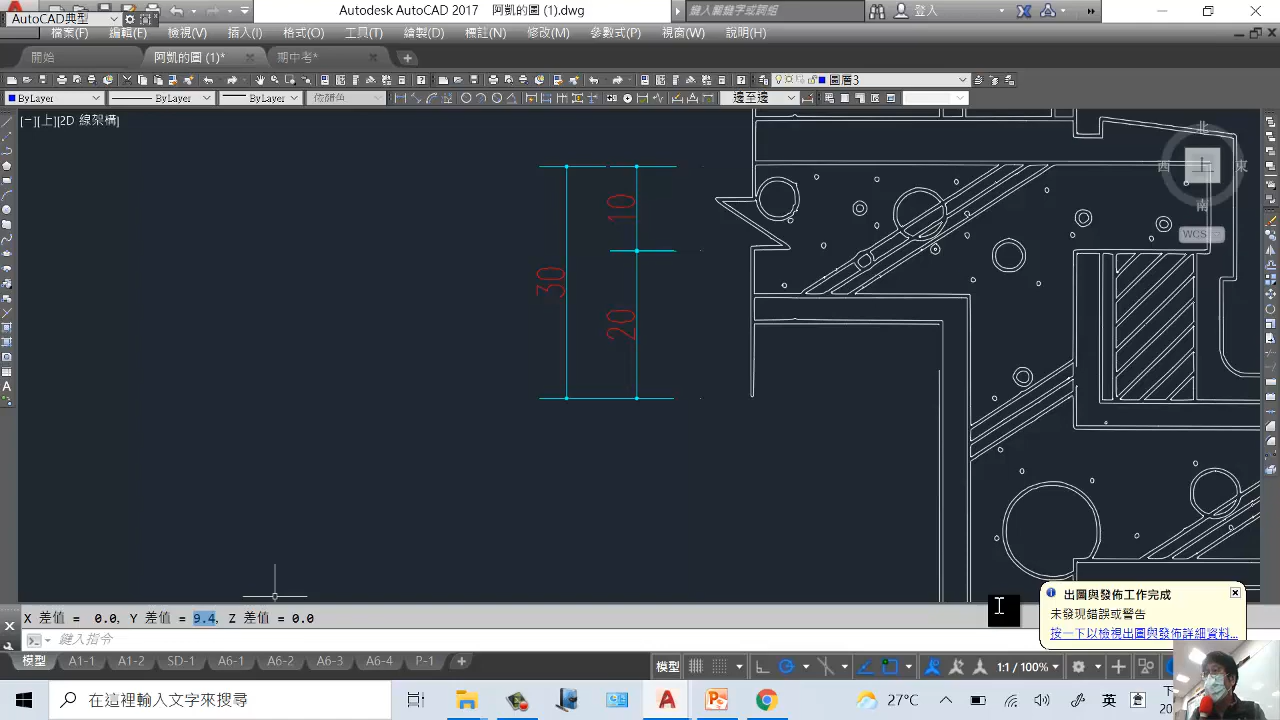 Autodesk AutoCAD 2017 阿凱的圖 (1).dwg
鍵入關鍵字或詞組
登入
AutoCAD典型
檔案(F) 編輯(E) 檢視(V) 插入(I) 格式(O) 工具(T) 繪製(D) 標註(N) 修改(M) 參數式(P) 視窗(W) 說明(H)
開始 阿凱的圖 (1)* 期中考*
圖層3
ByLayer ByLayer ByLayer 依顏色
[−][上][2D 線架構]
北
西 上 東
南
WCS
10
30
20
X 差值 = 0.0, Y 差值 = 9.4, Z 差值 = 0.0
鍵入指令
出圖與發佈工作完成
未發現錯誤或警告
按一下以檢視出圖與發佈詳細資料...
模型 A1-1 A1-2 SD-1 A6-1 A6-2 A6-3 A6-4 P-1
模型 1:1 / 100%
在這裡輸入文字來搜尋
27°C 英